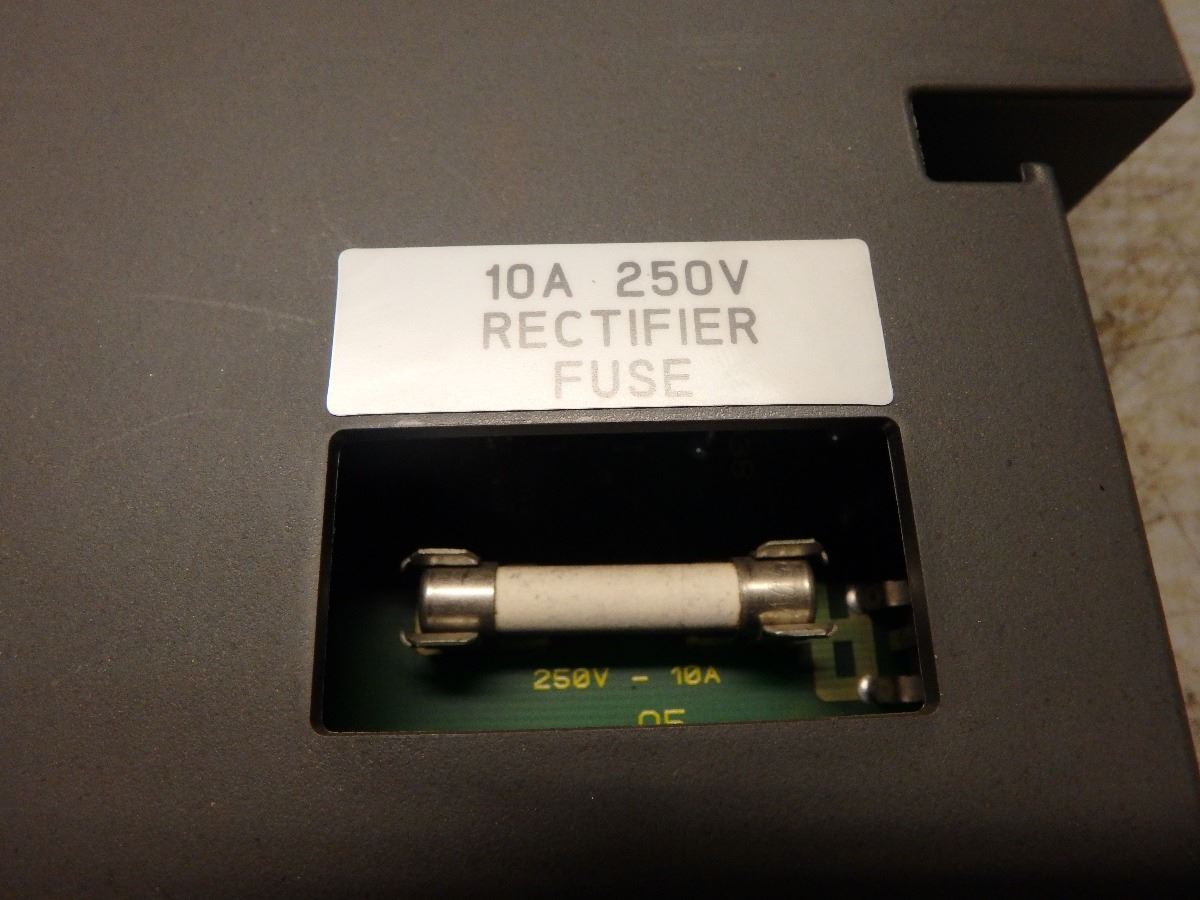 10A 250V
RECTIFIER
FUSE
250V - 10A